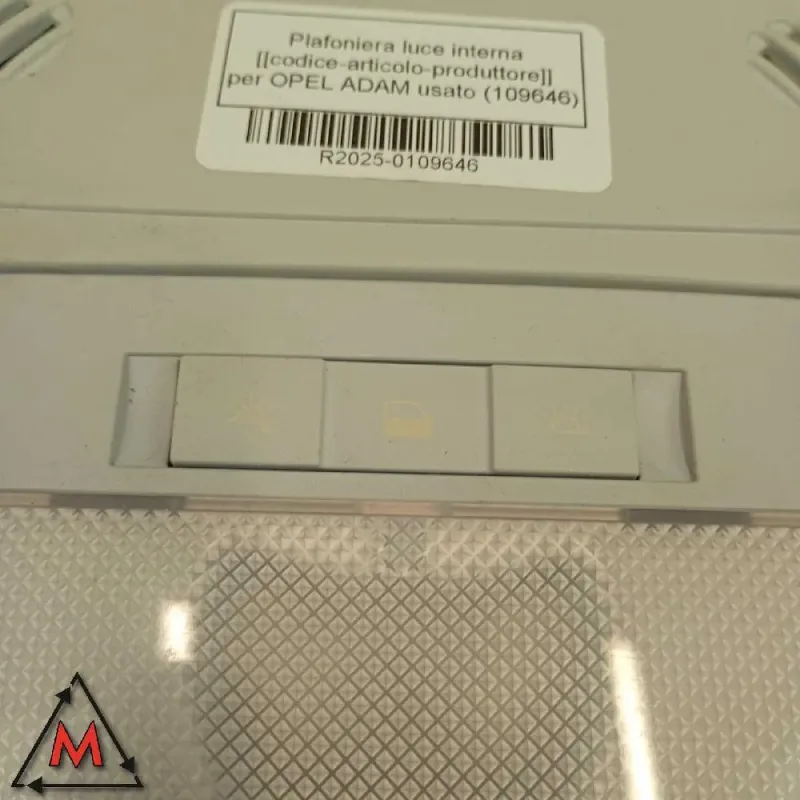 Plafoniera luce interna
[[codice-articolo-produttore]]
per OPEL ADAM usato (109646)
R2025-0109646
M